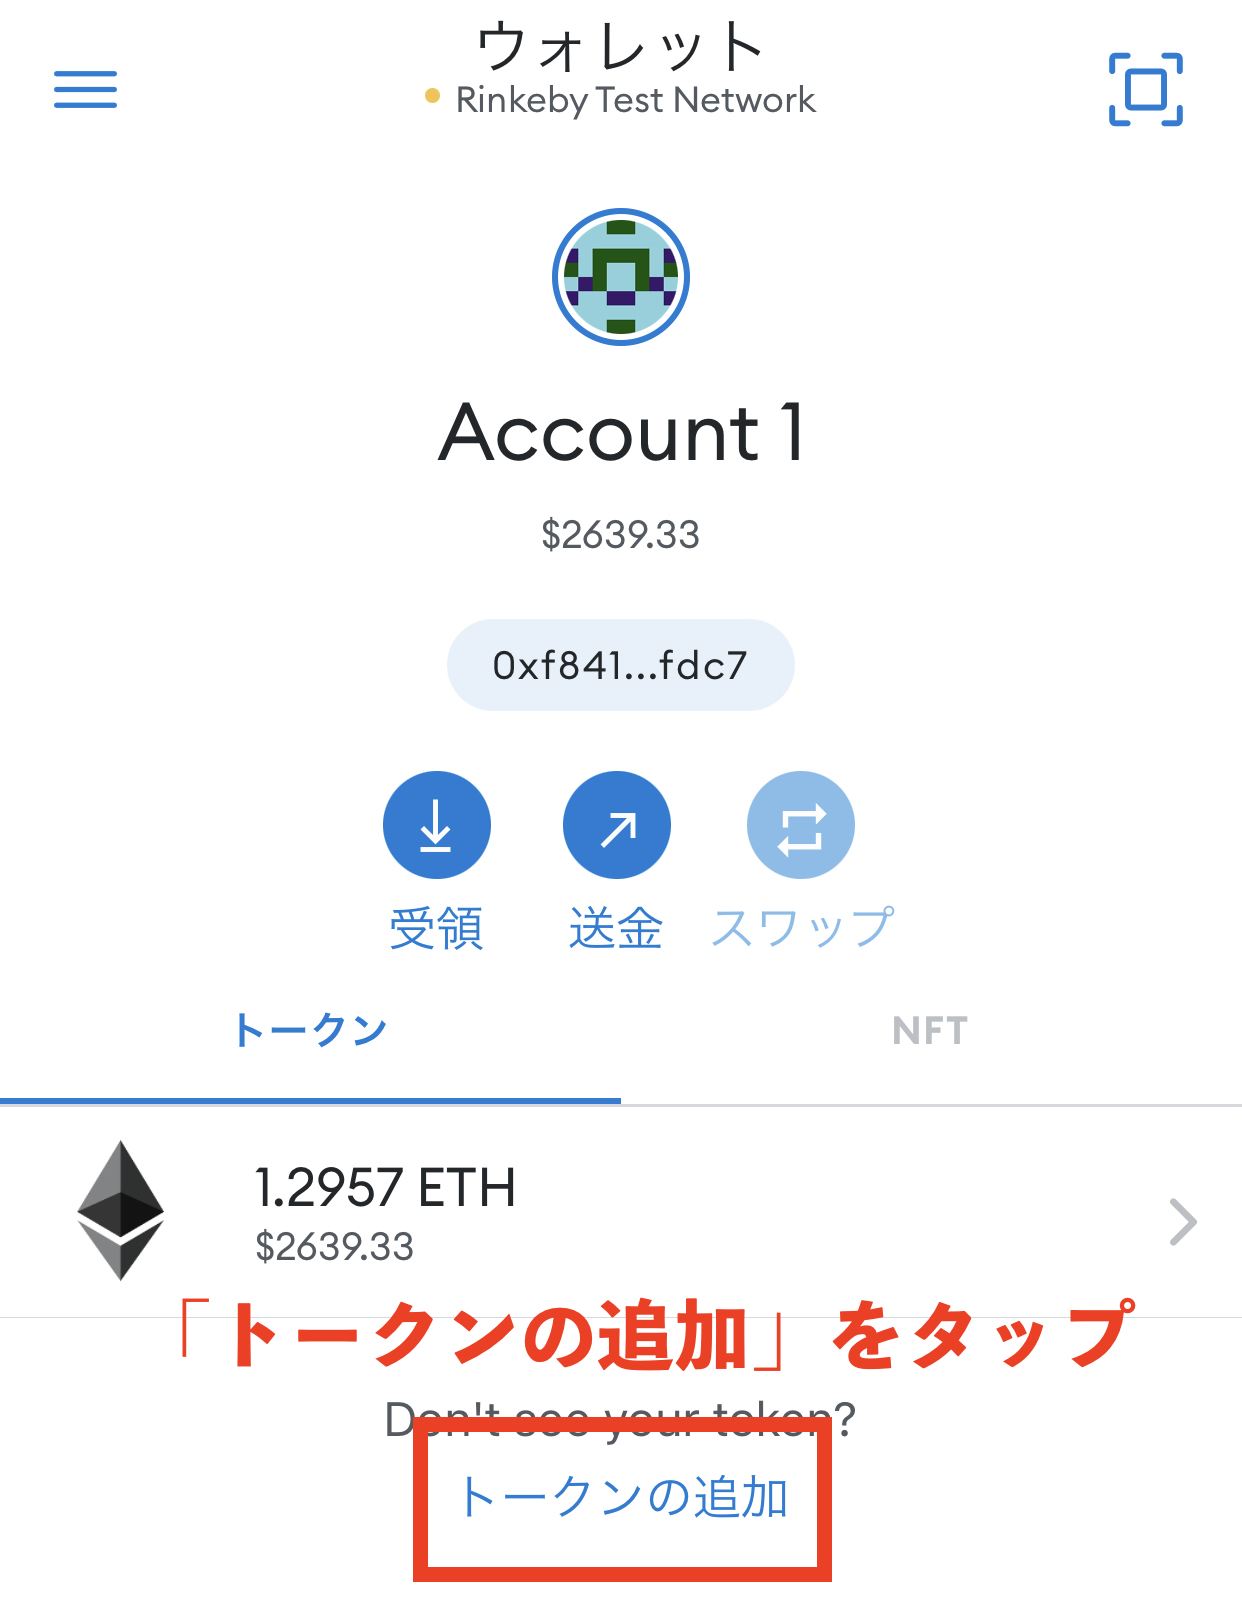 ウォレット
Rinkeby Test Network
Account 1
$2639.33
0xf841...fdc7
受領 送金 スワップ
トークン NFT
1.2957 ETH
$2639.33
「トークンの追加」をタップ
Don't see your token?
トークンの追加